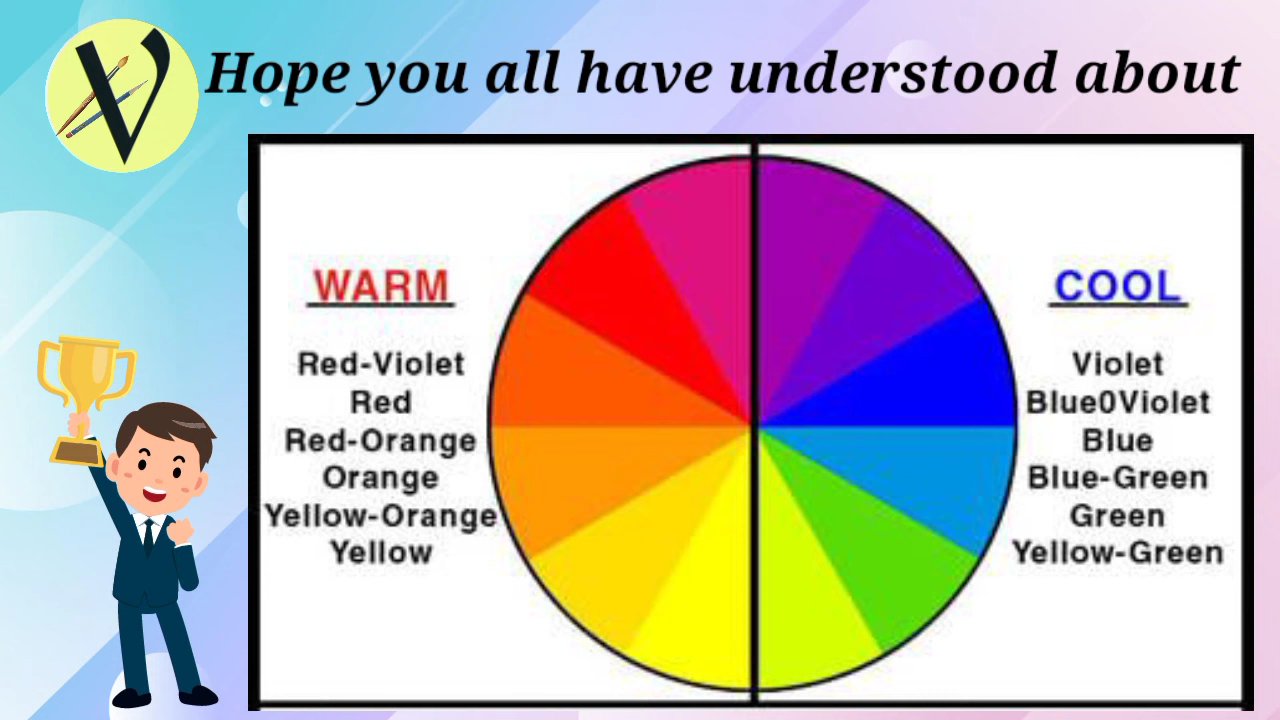 V
Hope you all have understood about
WARM
Red-Violet
Red
Red-Orange
Orange
Yellow-Orange
Yellow
COOL
Violet
Blue0Violet
Blue
Blue-Green
Green
Yellow-Green